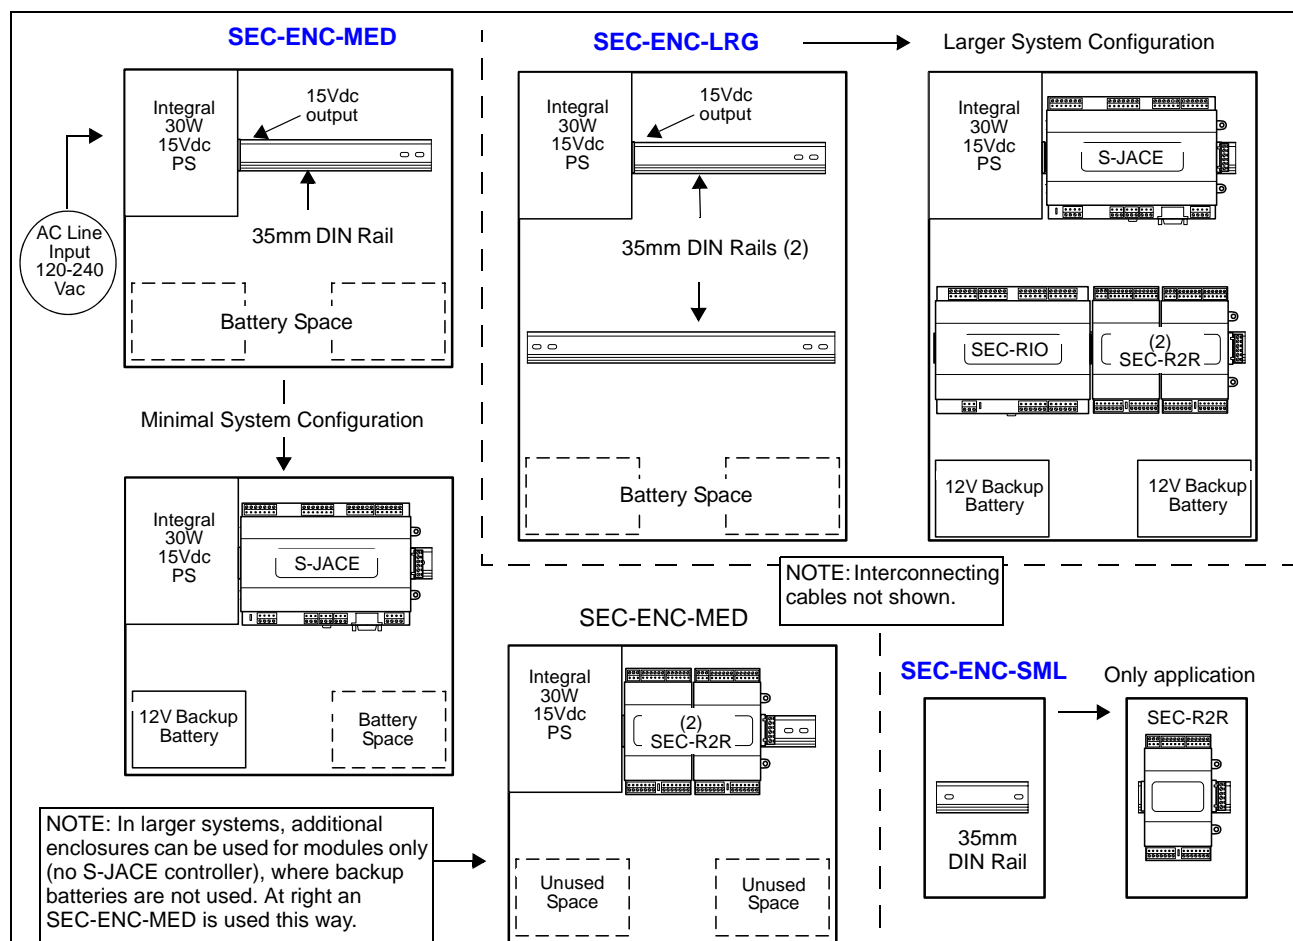 SEC-ENC-MED
Integral
30W
15Vdc
PS
15Vdc
output
35mm DIN Rail
AC Line
Input
120-240
Vac
Battery Space
Minimal System Configuration
Integral
30W
15Vdc
PS
S-JACE
12V Backup
Battery
Battery
Space
SEC-ENC-LRG
Integral
30W
15Vdc
PS
15Vdc
output
35mm DIN Rails (2)
Battery Space
Larger System Configuration
Integral
30W
15Vdc
PS
S-JACE
SEC-RIO
(2)
SEC-R2R
12V Backup
Battery
12V Backup
Battery
NOTE: Interconnecting
cables not shown.
NOTE: In larger systems, additional
enclosures can be used for modules only
(no S-JACE controller), where backup
batteries are not used. At right an
SEC-ENC-MED is used this way.
SEC-ENC-MED
Integral
30W
15Vdc
PS
(2)
SEC-R2R
Unused
Space
Unused
Space
SEC-ENC-SML
35mm
DIN Rail
Only application
SEC-R2R